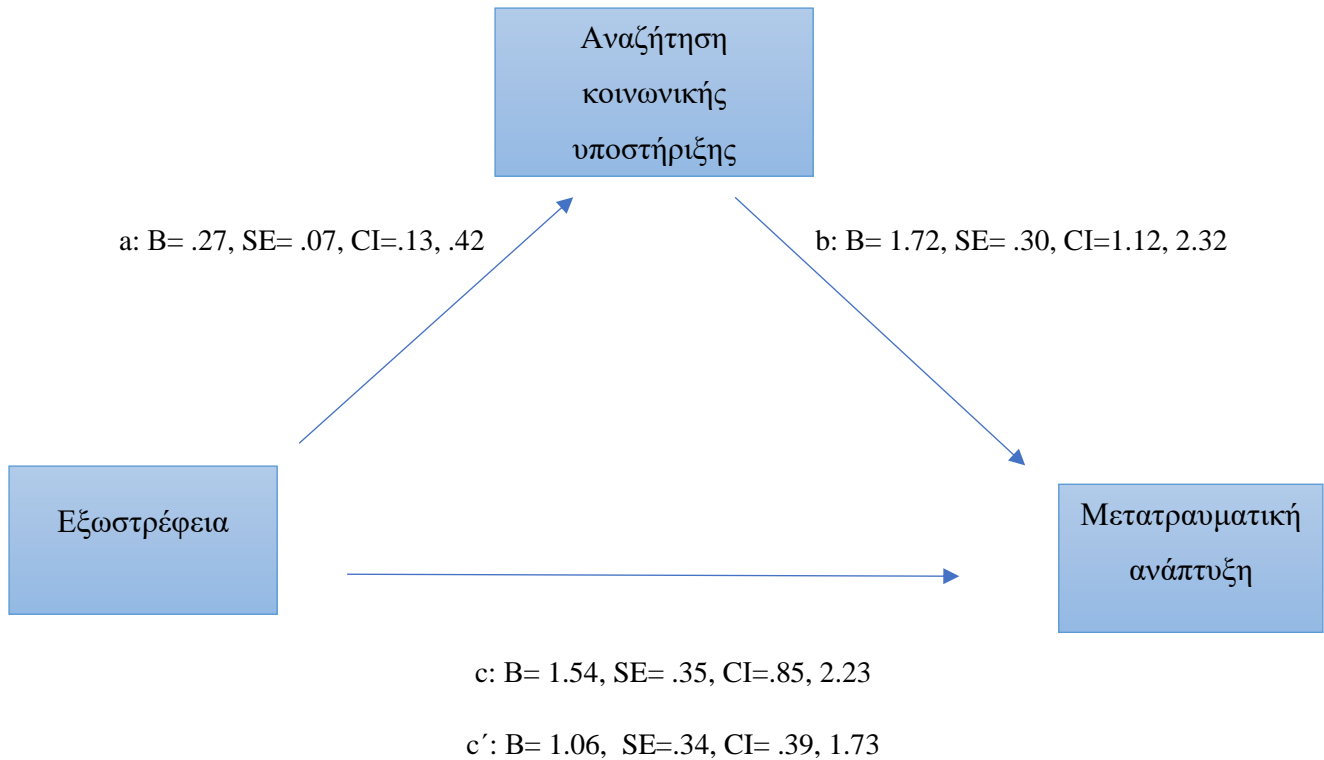 Αναζήτηση
κοινωνικής
υποστήριξης
a: B= .27, SE= .07, CI=.13, .42
b: B= 1.72, SE= .30, CI=1.12, 2.32
Εξωστρέφεια
Μετατραυματική
ανάπτυξη
c: B= 1.54, SE= .35, CI=.85, 2.23
c´: B= 1.06, SE=.34, CI= .39, 1.73